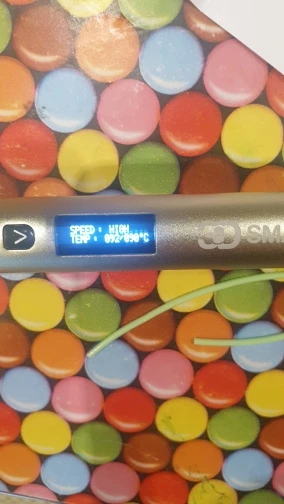 SPEED : HIGH
TEMP : 092/090°C
SM